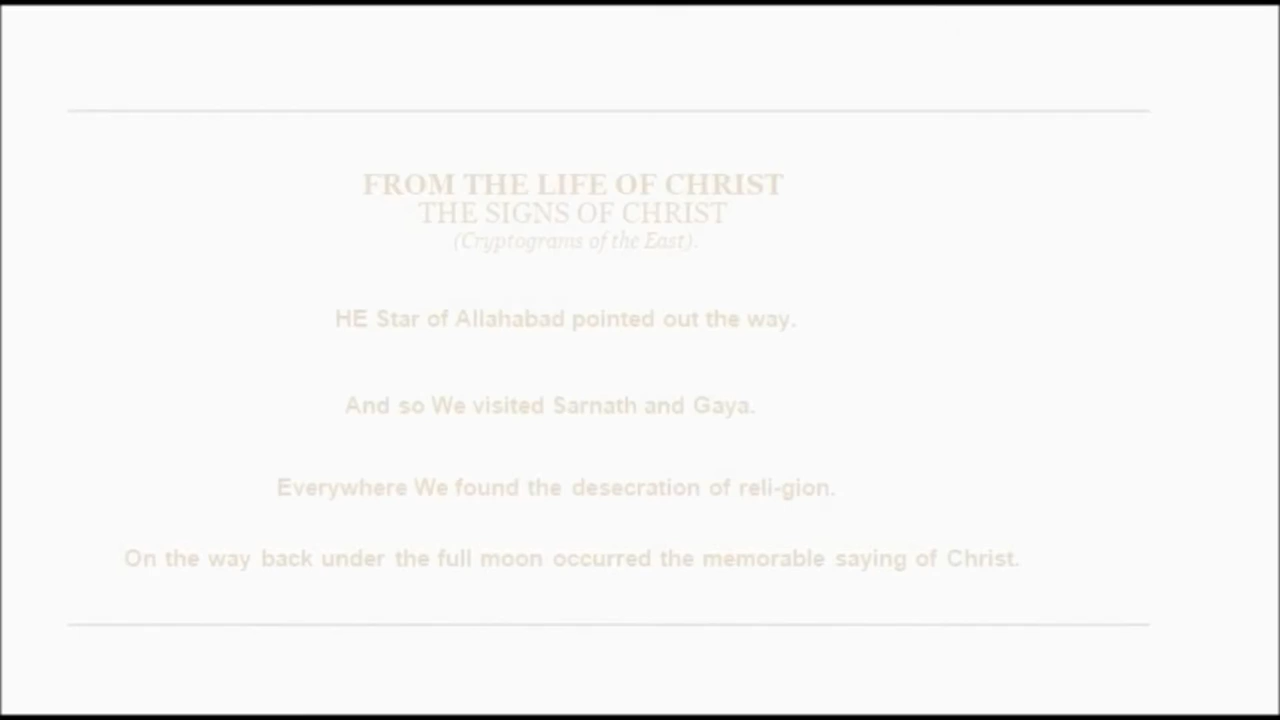 FROM THE LIFE OF CHRIST
THE SIGNS OF CHRIST
(Cryptograms of the East).
HE Star of Allahabad pointed out the way.
And so We visited Sarnath and Gaya.
Everywhere We found the desecration of reli-gion.
On the way back under the full moon occurred the memorable saying of Christ.